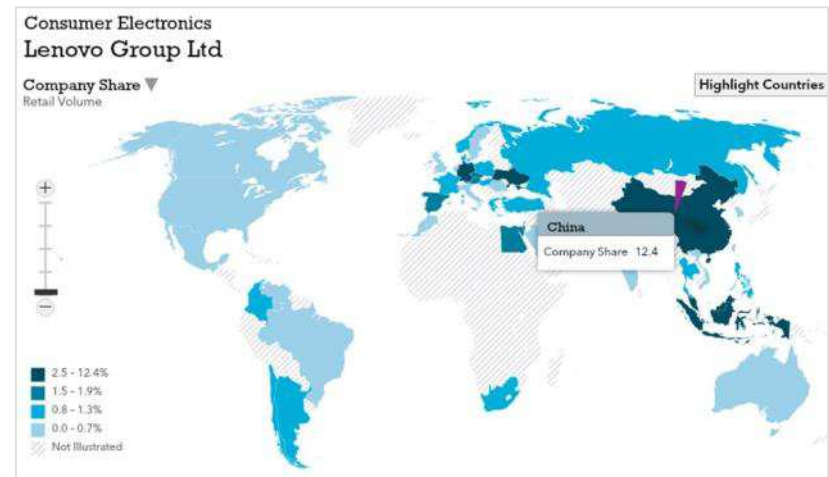 Consumer Electronics
Lenovo Group Ltd
Company Share
Retail Volume
Highlight Countries
China
Company Share 12.4
2.5 - 12.4%
1.5 - 1.9%
0.8 - 1.3%
0.0 - 0.7%
Not Illustrated